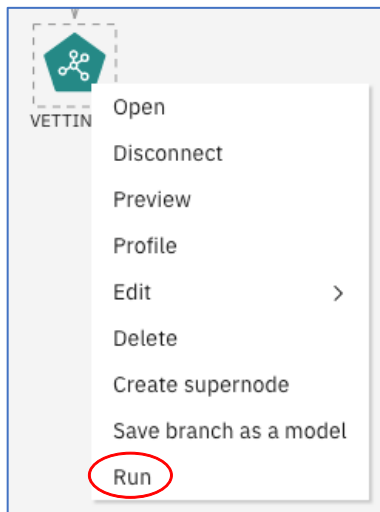 VETTIN
Open
Disconnect
Preview
Profile
Edit
Delete
Create supernode
Save branch as a model
Run